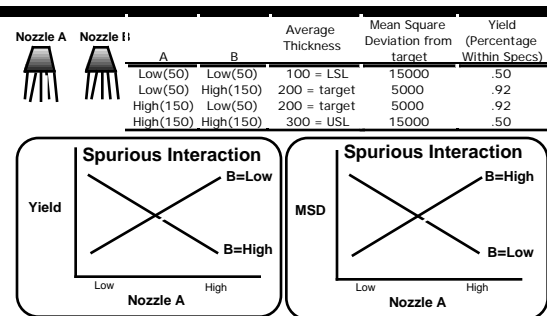 Nozzle A Nozzle B
A B Average Thickness Mean Square Deviation from target Yield (Percentage Within Specs)
Low(50) Low(50) 100 = LSL 15000 .50
Low(50) High(150) 200 = target 5000 .92
High(150) Low(50) 200 = target 5000 .92
High(150) High(150) 300 = USL 15000 .50
Spurious Interaction
B=Low
Yield
B=High
Low High
Nozzle A
Spurious Interaction
B=High
MSD
B=Low
Low High
Nozzle A